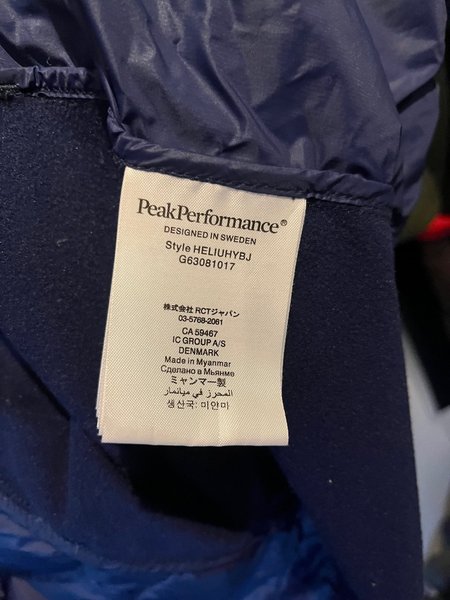 PeakPerformance®
DESIGNED IN SWEDEN
Style HELIUHYBJ
G63081017
株式会社 RCTジャパン
03-5768-2061
CA 59467
IC GROUP A/S
DENMARK
Made in Myanmar
Сделано в Мьянме
ミャンマー製
المحرز في ميانمار
생산국: 미얀마